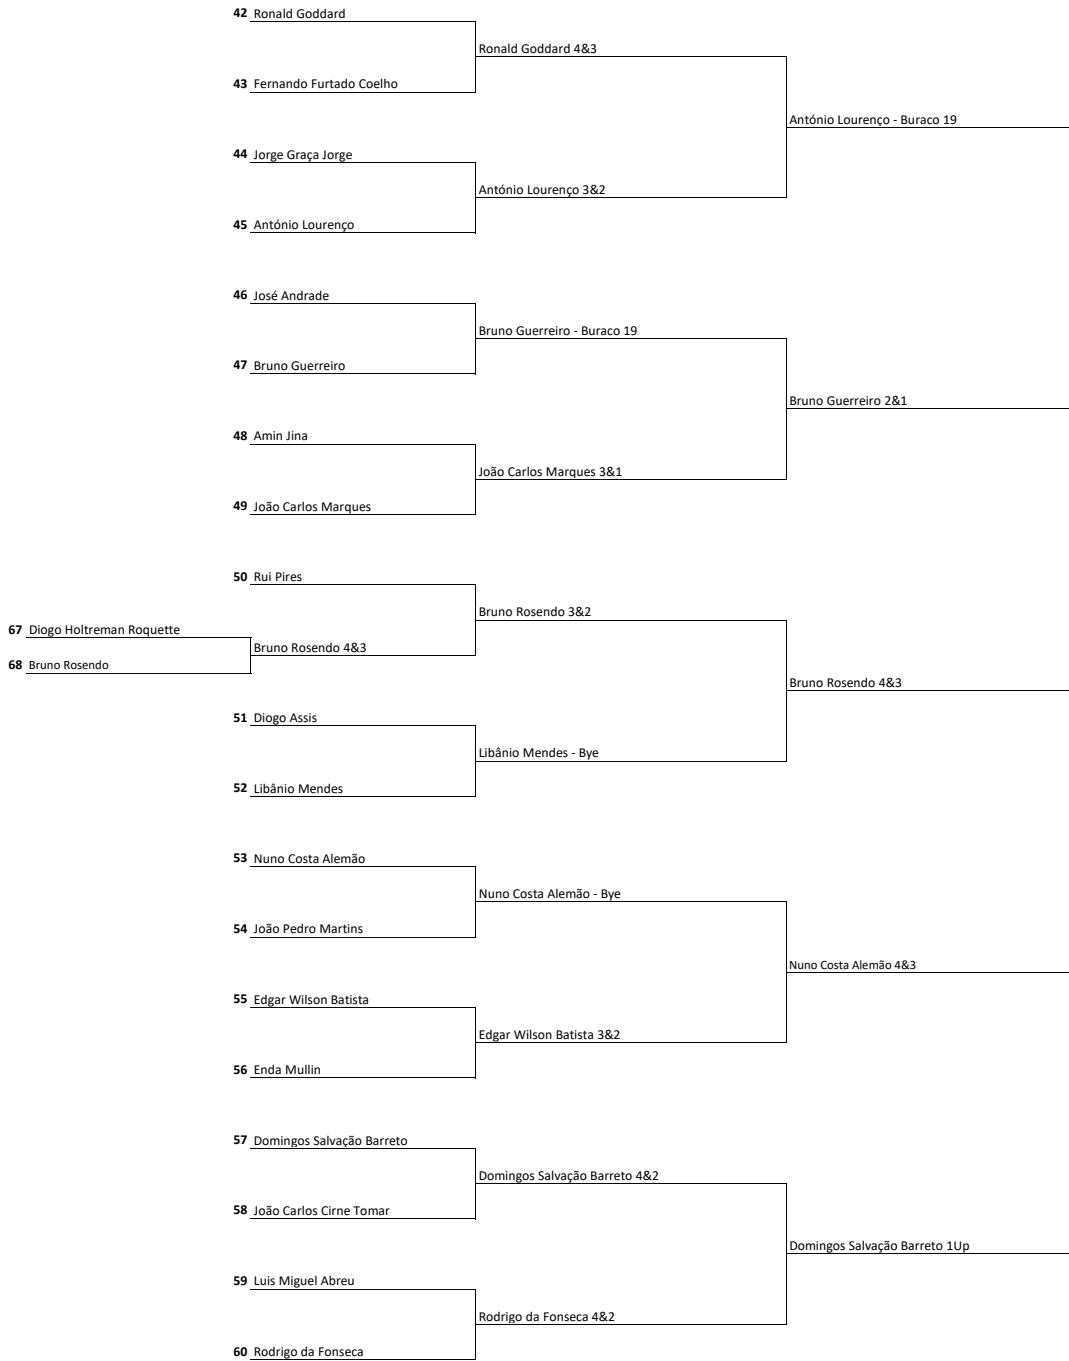 42 Ronald Goddard
Ronald Goddard 4&3
43 Fernando Furtado Coelho
António Lourenço - Buraco 19
44 Jorge Graça Jorge
António Lourenço 3&2
45 António Lourenço
46 José Andrade
Bruno Guerreiro - Buraco 19
47 Bruno Guerreiro
Bruno Guerreiro 2&1
48 Amin Jina
João Carlos Marques 3&1
49 João Carlos Marques
50 Rui Pires
Bruno Rosendo 3&2
67 Diogo Holtreman Roquette
Bruno Rosendo 4&3
68 Bruno Rosendo
Bruno Rosendo 4&3
51 Diogo Assis
Libânio Mendes - Bye
52 Libânio Mendes
53 Nuno Costa Alemão
Nuno Costa Alemão - Bye
54 João Pedro Martins
Nuno Costa Alemão 4&3
55 Edgar Wilson Batista
Edgar Wilson Batista 3&2
56 Enda Mullin
57 Domingos Salvação Barreto
Domingos Salvação Barreto 4&2
58 João Carlos Cirne Tomar
Domingos Salvação Barreto 1Up
59 Luis Miguel Abreu
Rodrigo da Fonseca 4&2
60 Rodrigo da Fonseca